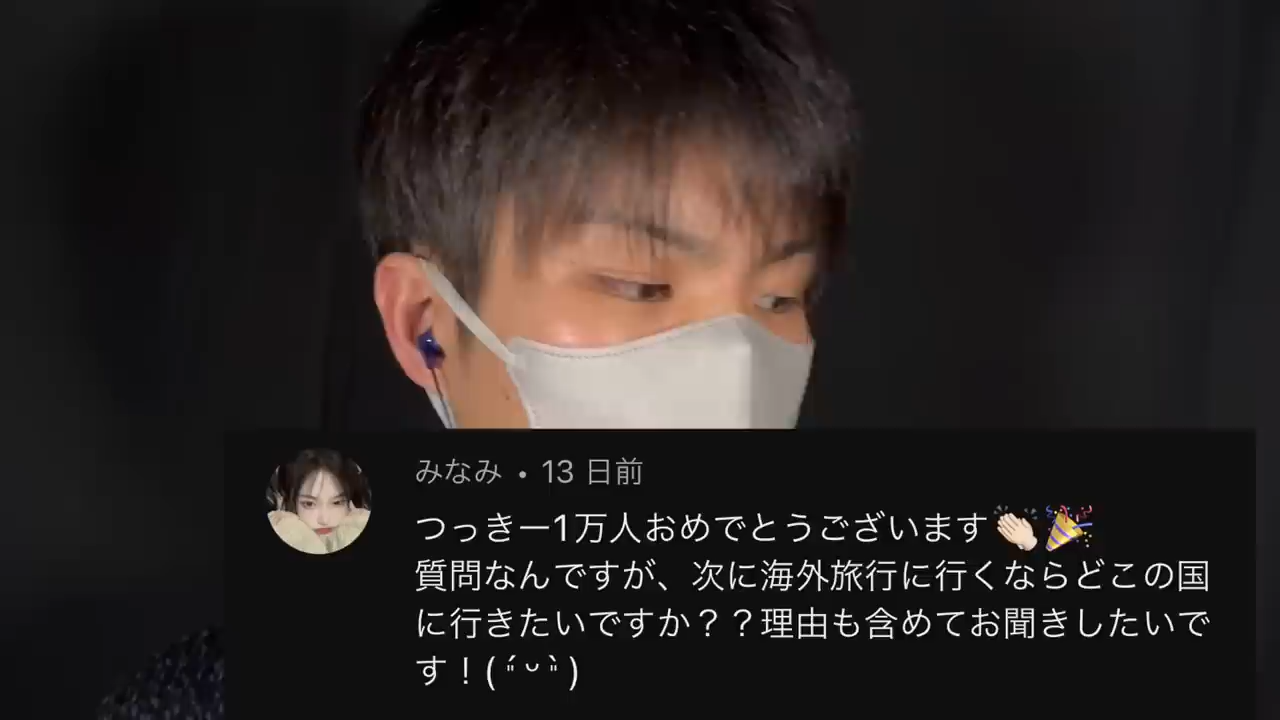 みなみ • 13 日前
つっきー1万人おめでとうございます👏🏻🎉
質問なんですが、次に海外旅行に行くならどこの国
に行きたいですか？？理由も含めてお聞きしたいで
す！( ˶́ ᵕ ˵̀ )